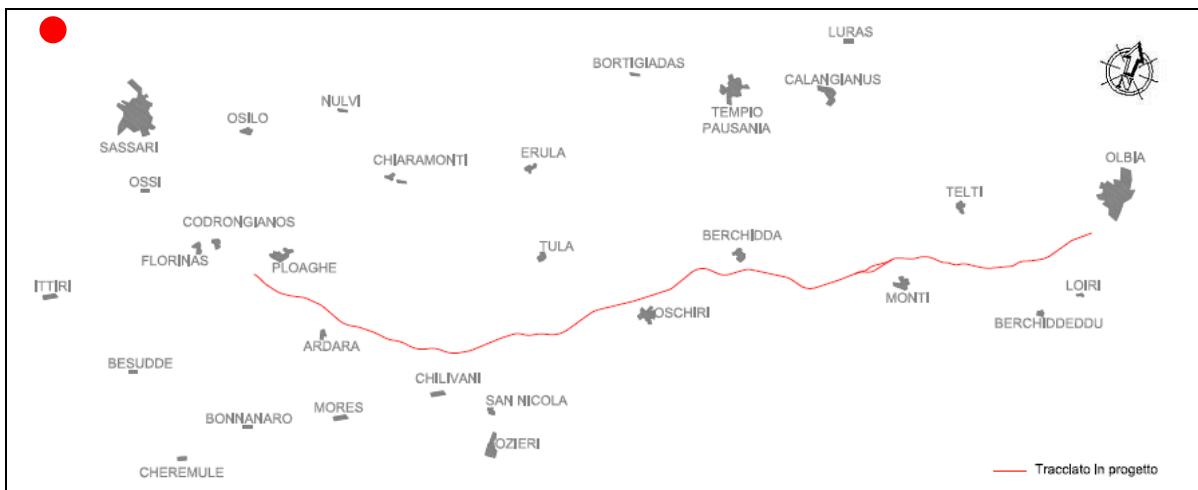 LURAS
BORTIGIADAS
CALANGIANUS
NULVI
TEMPIO
PAUSANIA
OSILO
SASSARI
ERULA
CHIARAMONTI
OLBIA
OSSI
TELTI
CODRONGIANOS
BERCHIDDA
TULA
FLORINAS
PLOAGHE
ITTIRI
LOIRI
MONTI
OSCHIRI
BERCHIDDEDDU
ARDARA
BESUDDE
CHILIVANI
SAN NICOLA
MORES
BONNANARO
OZIERI
CHEREMULE
Tracciato in progetto